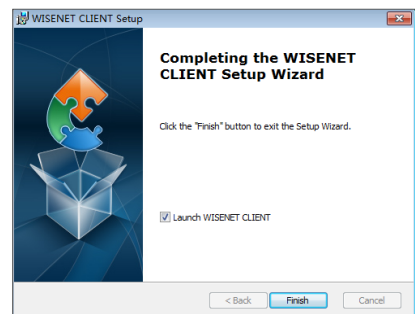 WISENET CLIENT Setup
Completing the WISENET
CLIENT Setup Wizard
Click the "Finish" button to exit the Setup Wizard.
Launch WISENET CLIENT
< Back Finish Cancel